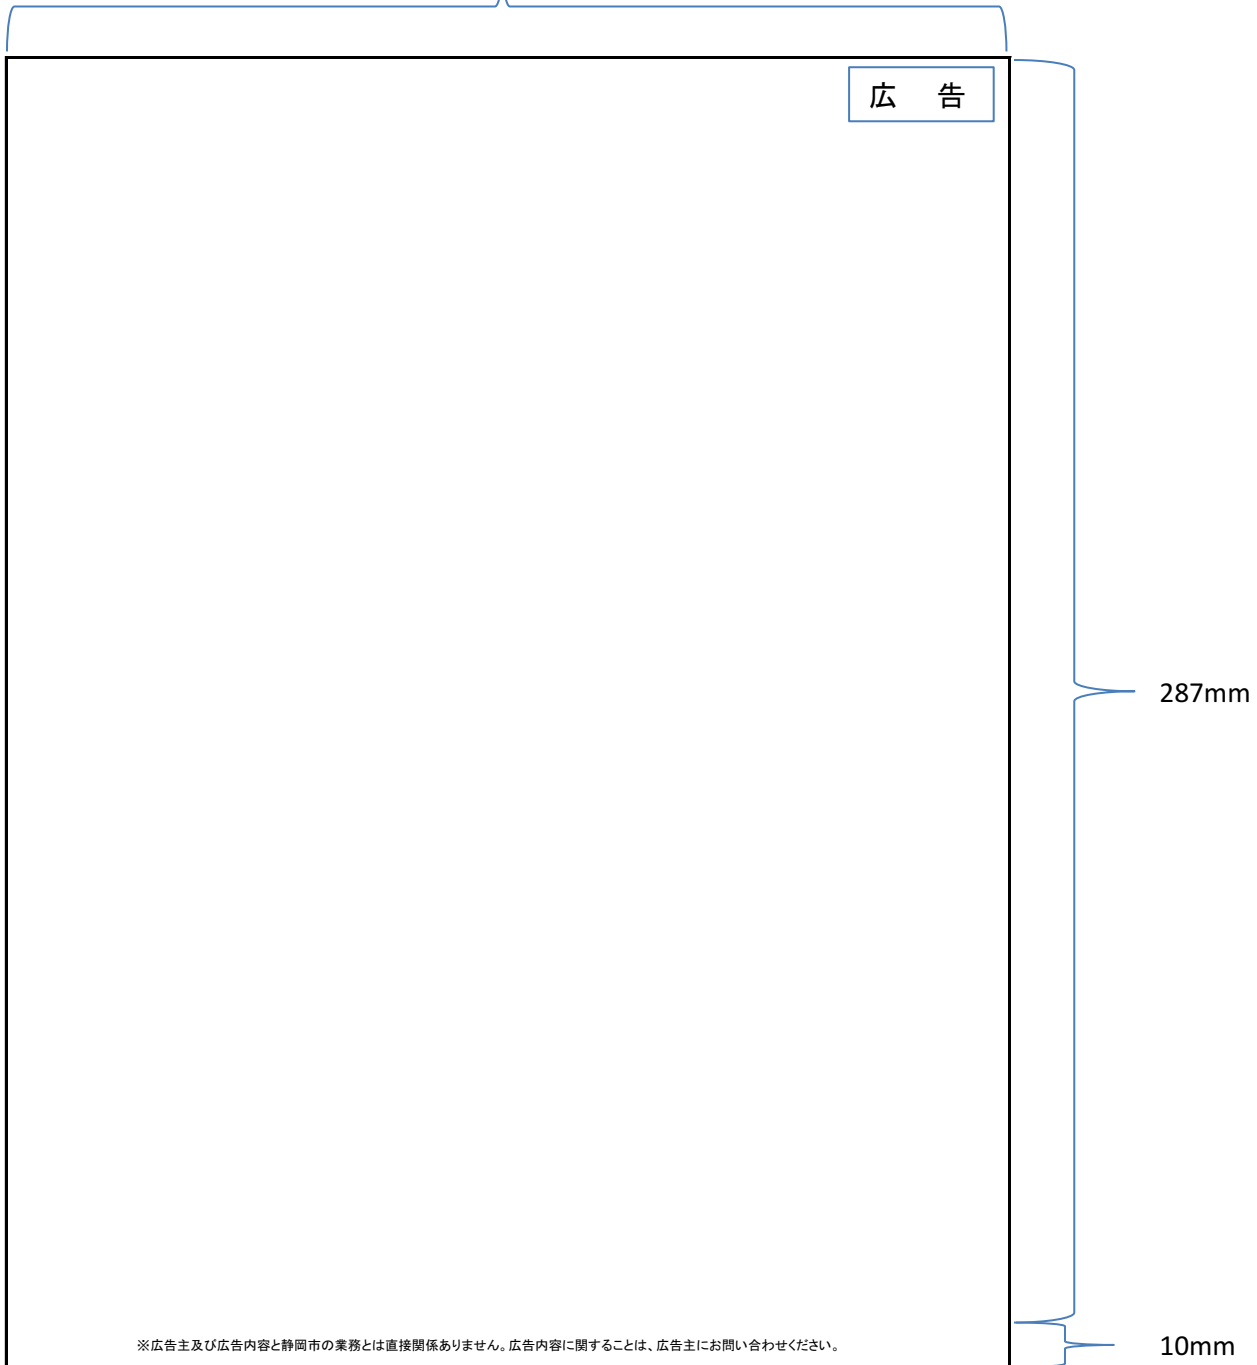 広　告
287mm
※広告主及び広告内容と静岡市の業務とは直接関係ありません。広告内容に関することは、広告主にお問い合わせください。
10mm